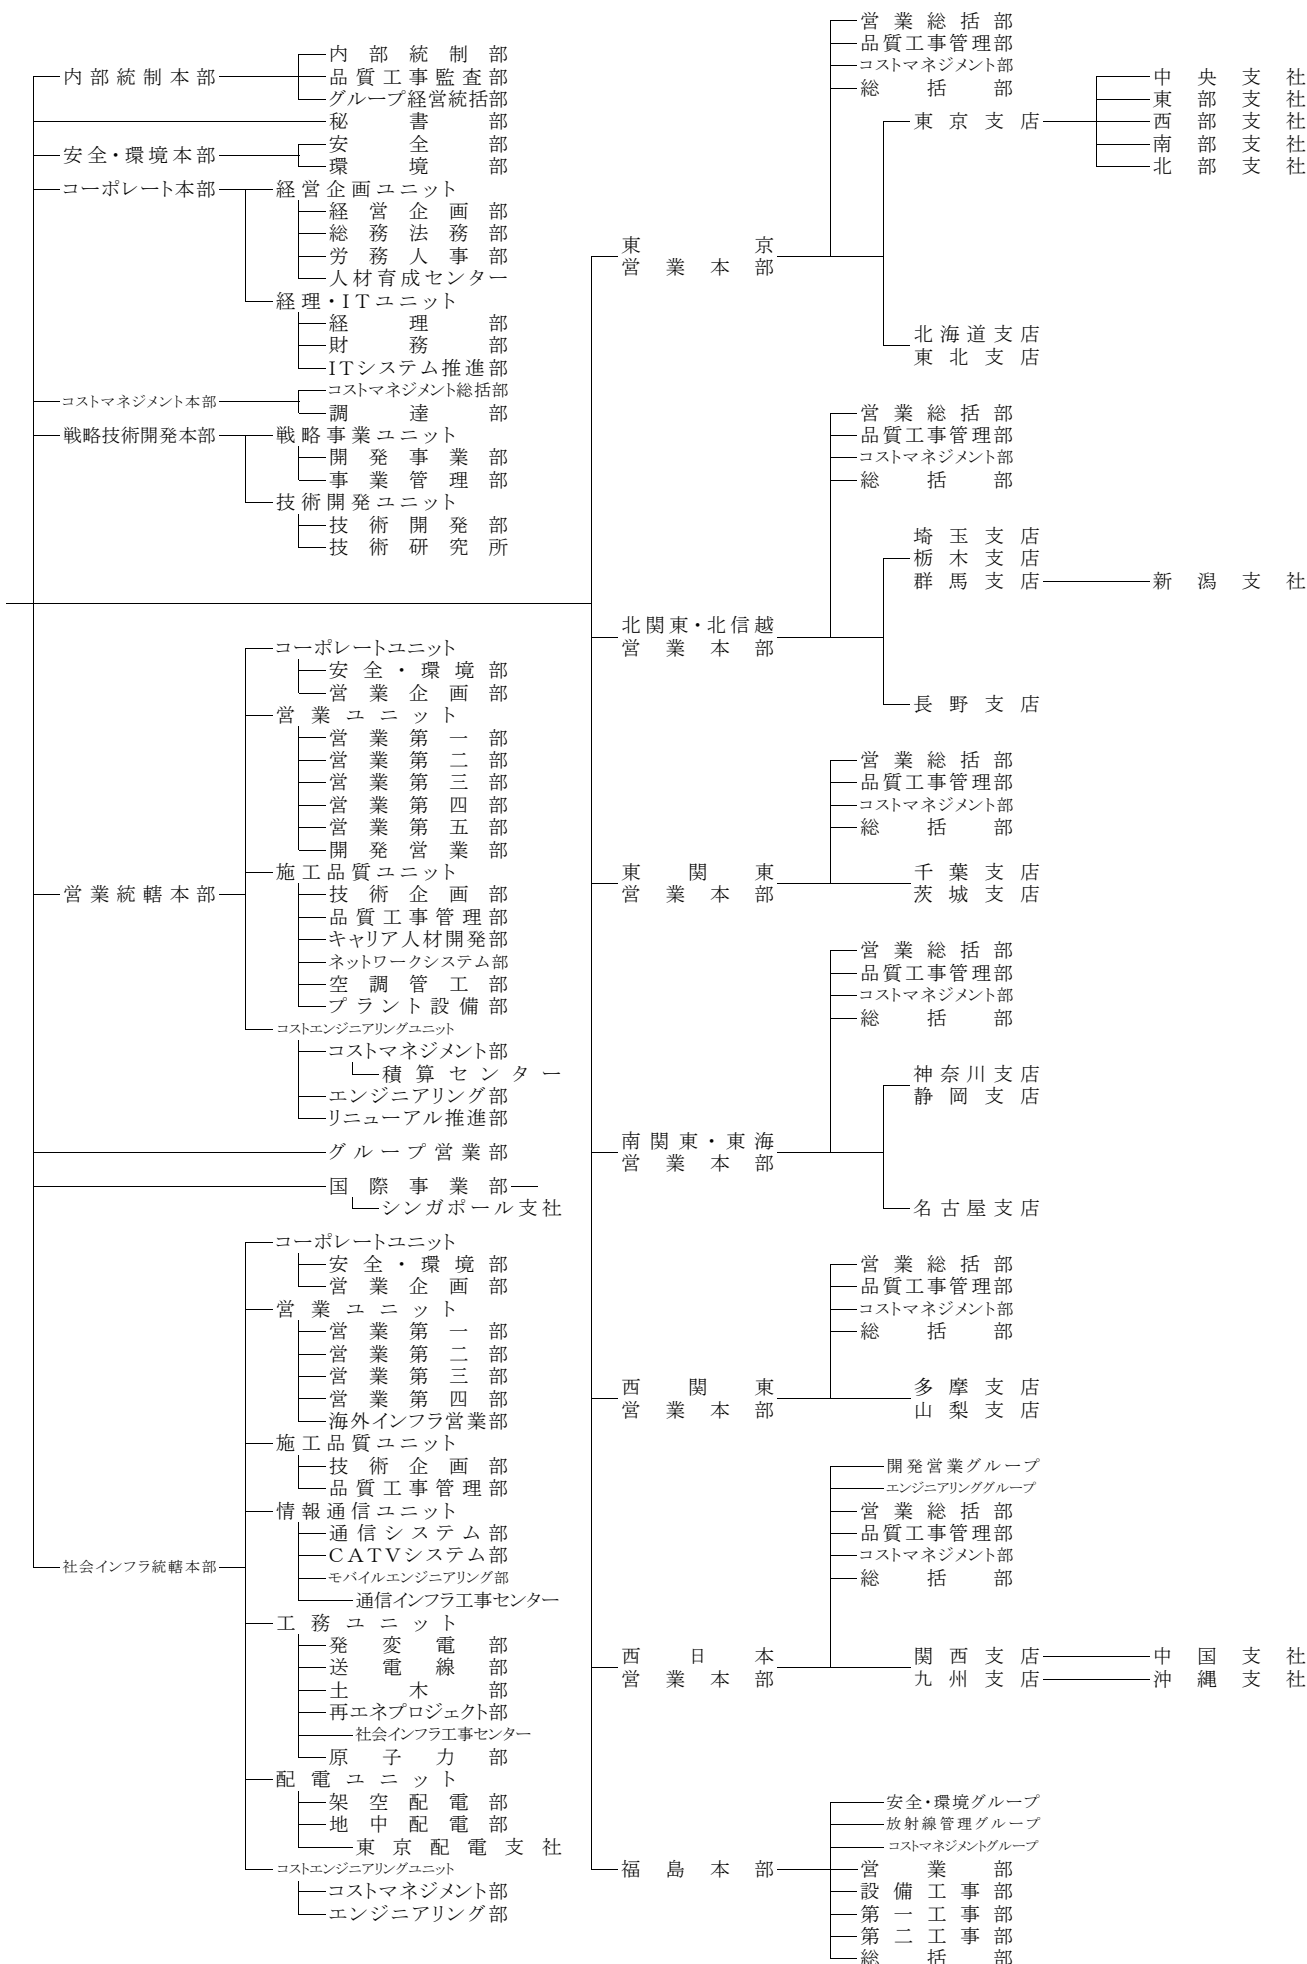 内部統制本部
内部統制部
品質工事監査部
グループ経営統括部
秘書部
安全・環境本部
安全部
環境部
コーポレート本部
経営企画ユニット
経営企画部
総務法務部
労務人事部
人材育成センター
経理・ITユニット
経理部
財務部
ITシステム推進部
コストマネジメント本部
コストマネジメント総括部
調達部
戦略技術開発本部
戦略事業ユニット
開発事業部
事業管理部
技術開発ユニット
技術開発部
技術研究所
営業統轄本部
コーポレートユニット
安全・環境部
営業企画部
営業ユニット
営業第一部
営業第二部
営業第三部
営業第四部
営業第五部
開発営業部
施工品質ユニット
技術企画部
品質工事管理部
キャリア人材開発部
ネットワークシステム部
空調管工部
プラント設備部
コストエンジニアリングユニット
コストマネジメント部
積算センター
エンジニアリング部
リニューアル推進部
グループ営業部
国際事業部
シンガポール支社
社会インフラ統轄本部
コーポレートユニット
安全・環境部
営業企画部
営業ユニット
営業第一部
営業第二部
営業第三部
営業第四部
海外インフラ営業部
施工品質ユニット
技術企画部
品質工事管理部
情報通信ユニット
通信システム部
CATVシステム部
モバイルエンジニアリング部
通信インフラ工事センター
工務ユニット
発変電部
送電線部
土木部
再エネプロジェクト部
社会インフラ工事センター
原子力部
配電ユニット
架空配電部
地中配電部
東京配電支社
コストエンジニアリングユニット
コストマネジメント部
エンジニアリング部
東京
営業本部
営業総括部
品質工事管理部
コストマネジメント部
総括部
東京支店
中央支社
東部支社
西部支社
南部支社
北部支社
北海道支店
東北支店
北関東・北信越
営業本部
営業総括部
品質工事管理部
コストマネジメント部
総括部
埼玉支店
栃木支店
群馬支店
新潟支社
長野支店
東関東
営業本部
営業総括部
品質工事管理部
コストマネジメント部
総括部
千葉支店
茨城支店
南関東・東海
営業本部
営業総括部
品質工事管理部
コストマネジメント部
総括部
神奈川支店
静岡支店
名古屋支店
西関東
営業本部
営業総括部
品質工事管理部
コストマネジメント部
総括部
多摩支店
山梨支店
西日本
営業本部
開発営業グループ
エンジニアリンググループ
営業総括部
品質工事管理部
コストマネジメント部
総括部
関西支店
中国支社
九州支店
沖縄支社
福島本部
安全・環境グループ
放射線管理グループ
コストマネジメントグループ
営業部
設備工事部
第一工事部
第二工事部
総括部